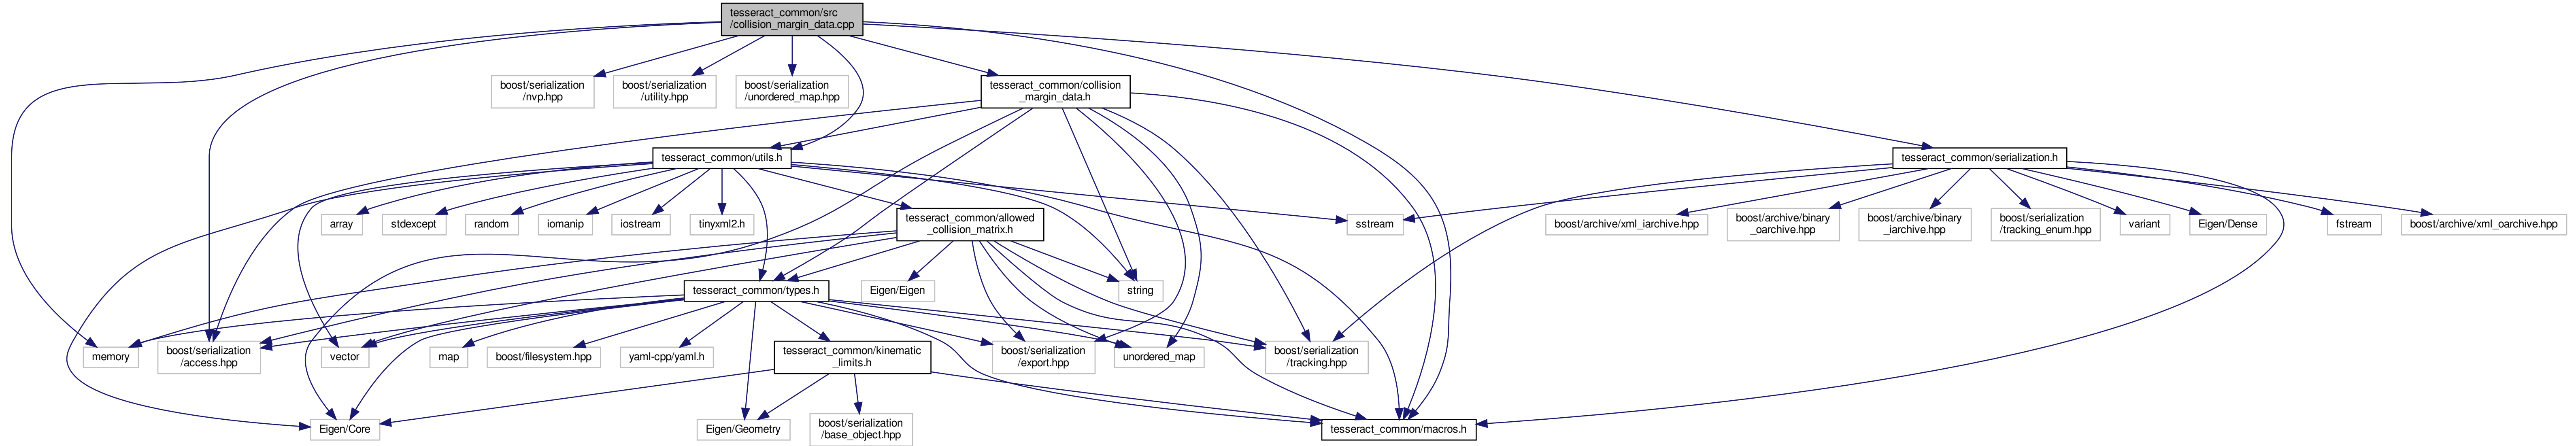 tesseract_common/src
/collision_margin_data.cpp
boost/serialization
/nvp.hpp
boost/serialization
/utility.hpp
boost/serialization
/unordered_map.hpp
tesseract_common/collision
_margin_data.h
tesseract_common/utils.h
tesseract_common/serialization.h
array
stdexcept
random
iomanip
iostream
tinyxml2.h
tesseract_common/allowed
_collision_matrix.h
sstream
boost/archive/xml_iarchive.hpp
boost/archive/binary
_oarchive.hpp
boost/archive/binary
_iarchive.hpp
boost/serialization
/tracking_enum.hpp
variant
Eigen/Dense
fstream
boost/archive/xml_oarchive.hpp
tesseract_common/types.h
Eigen/Eigen
string
memory
boost/serialization
/access.hpp
vector
map
boost/filesystem.hpp
yaml-cpp/yaml.h
tesseract_common/kinematic
_limits.h
boost/serialization
/export.hpp
unordered_map
boost/serialization
/tracking.hpp
Eigen/Core
Eigen/Geometry
boost/serialization
/base_object.hpp
tesseract_common/macros.h